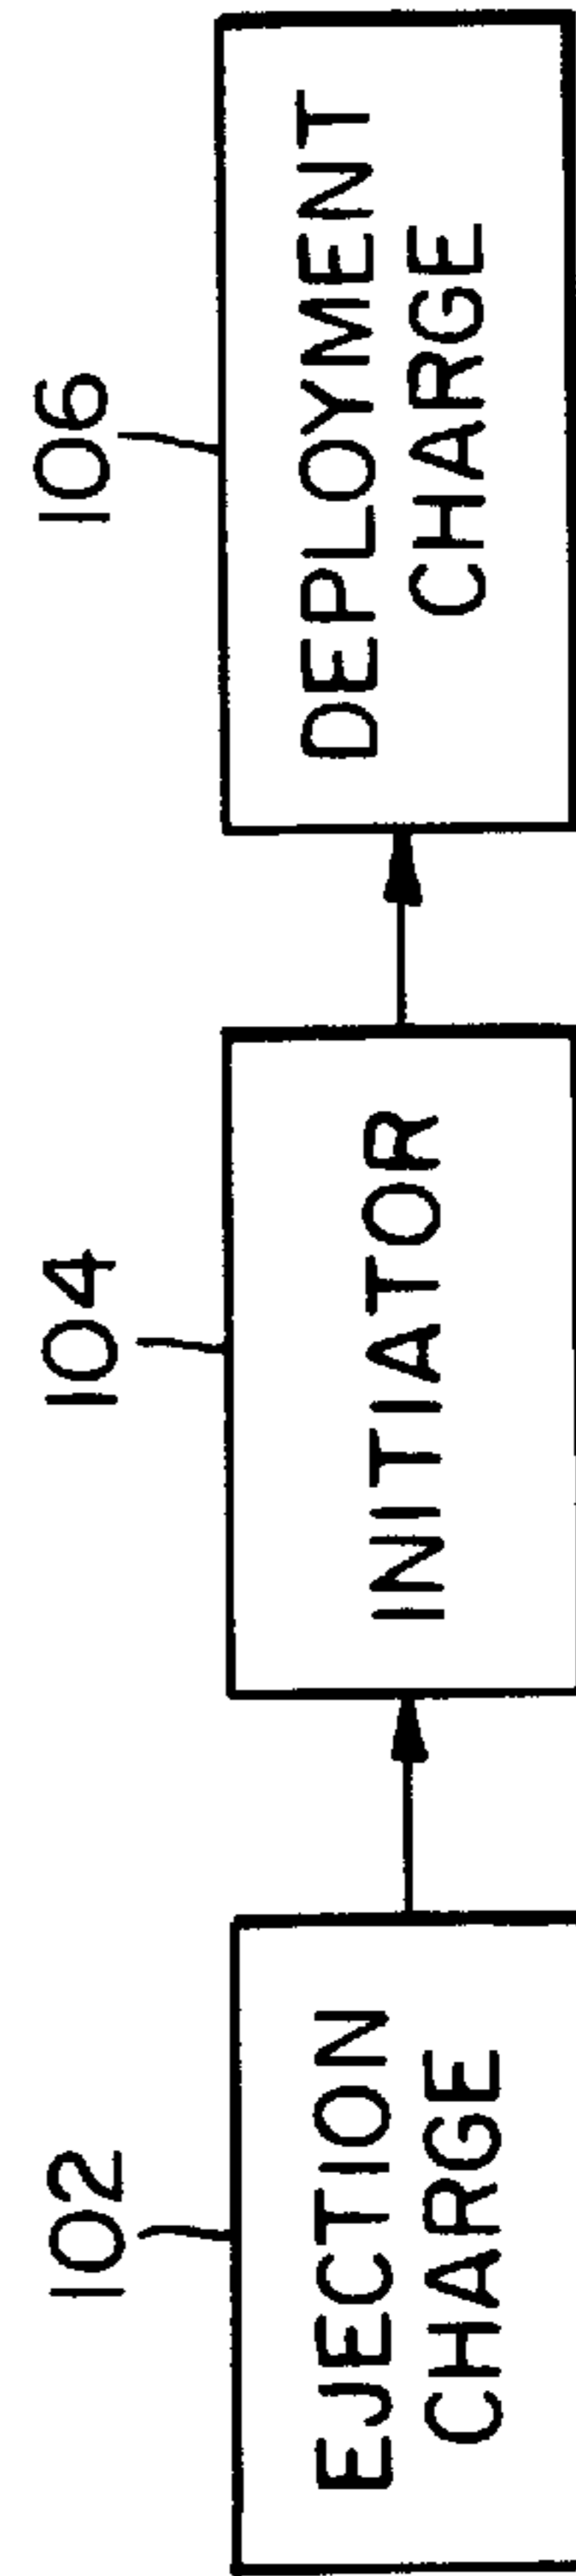 102
EJECTION
CHARGE
104
INITIATOR
106
DEPLOYMENT
CHARGE